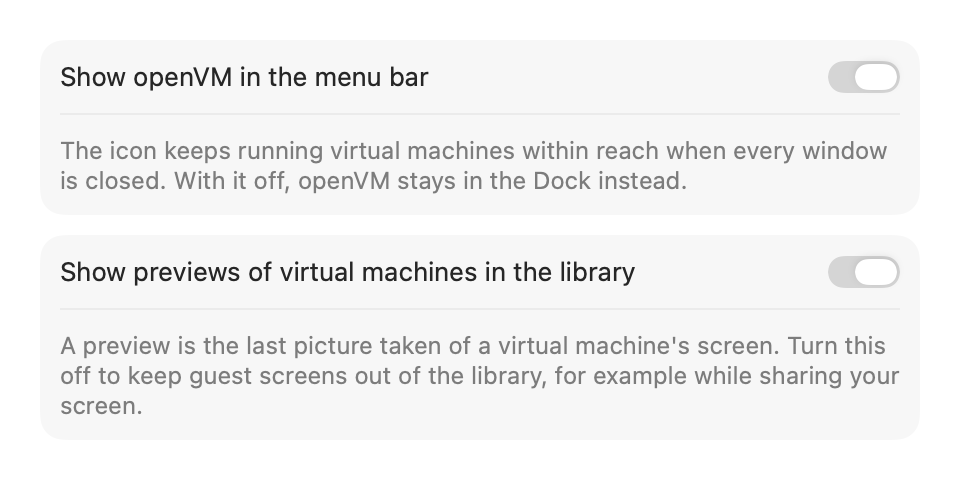 Show openVM in the menu bar
The icon keeps running virtual machines within reach when every window
is closed. With it off, openVM stays in the Dock instead.
Show previews of virtual machines in the library
A preview is the last picture taken of a virtual machine's screen. Turn this
off to keep guest screens out of the library, for example while sharing your
screen.